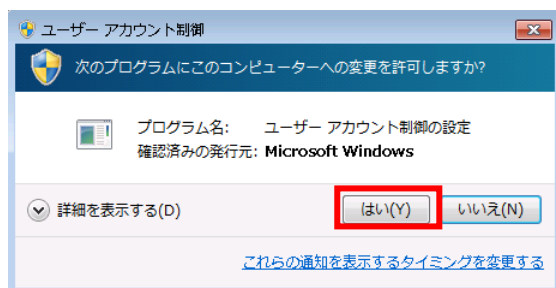 ユーザー アカウント制御
次のプログラムにこのコンピューターへの変更を許可しますか?
プログラム名: ユーザー アカウント制御の設定
確認済みの発行元: Microsoft Windows
詳細を表示する(D) はい(Y) いいえ(N)
これらの通知を表示するタイミングを変更する